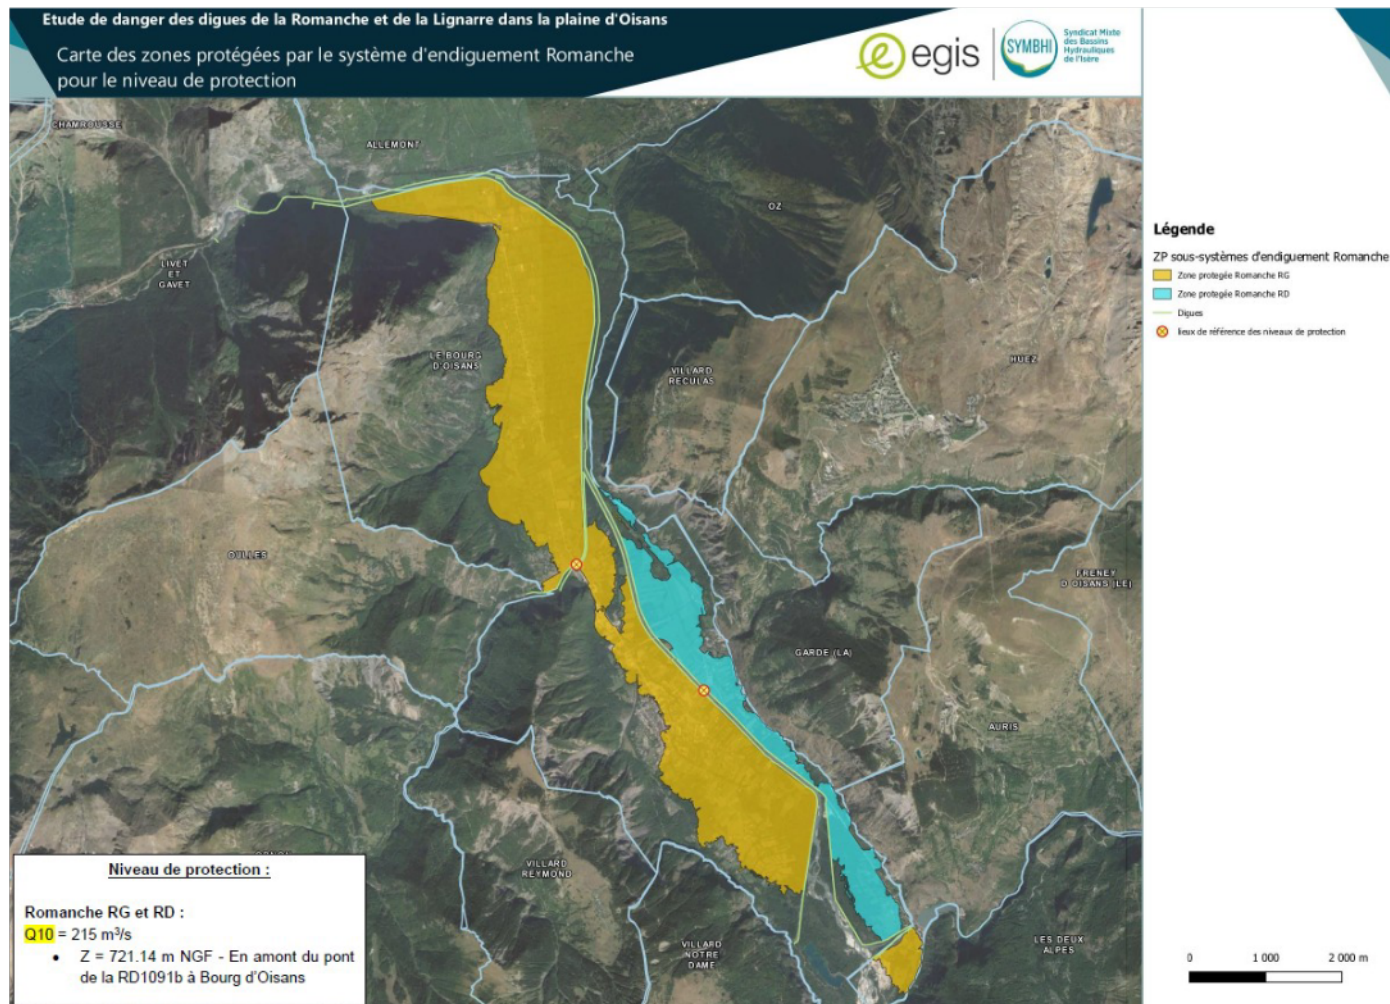 Etude de danger des digues de la Romanche et de la Lignarre dans la plaine d'Oisans
Carte des zones protégées par le système d'endiguement Romanche
pour le niveau de protection
egis
SYMBHI
Syndicat Mixte
des Bassins
Hydrauliques
de l'Isère
CHAMROUSSE
ALLEMONT
OZ
LIVET
ET
GAVET
LE BOURG
D'OISANS
VILLARD
RECULAS
HUEZ
OULLES
FRENEY
D'OISANS (LE)
GARDE (LA)
AURIS
VILLARD
REYMOND
VILLARD
NOTRE
DAME
LES DEUX
ALPES
Légende
ZP sous-systèmes d'endiguement Romanche
Zone protegée Romanche RG
Zone protegée Romanche RD
Digues
lieux de référence des niveaux de protection
Niveau de protection :
Romanche RG et RD :
Q10 = 215 m³/s
• Z = 721.14 m NGF - En amont du pont
de la RD1091b à Bourg d'Oisans
0 1 000 2 000 m